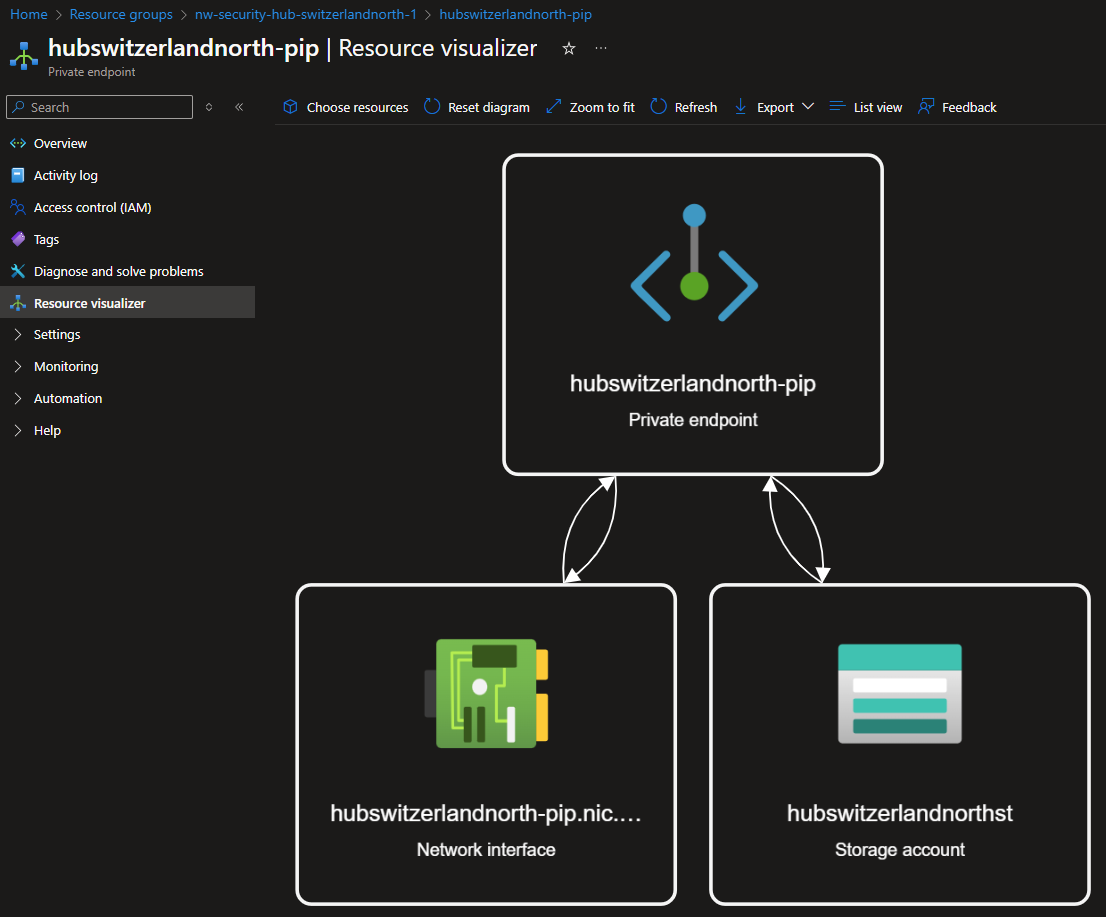 Home > Resource groups > nw-security-hub-switzerlandnorth-1 > hubswitzerlandnorth-pip
hubswitzerlandnorth-pip | Resource visualizer ☆ ···
Private endpoint
Search
Choose resources Reset diagram Zoom to fit Refresh Export List view Feedback
Overview
Activity log
Access control (IAM)
Tags
Diagnose and solve problems
Resource visualizer
Settings
Monitoring
Automation
Help
hubswitzerlandnorth-pip
Private endpoint
hubswitzerlandnorth-pip.nic.…
Network interface
hubswitzerlandnorthst
Storage account